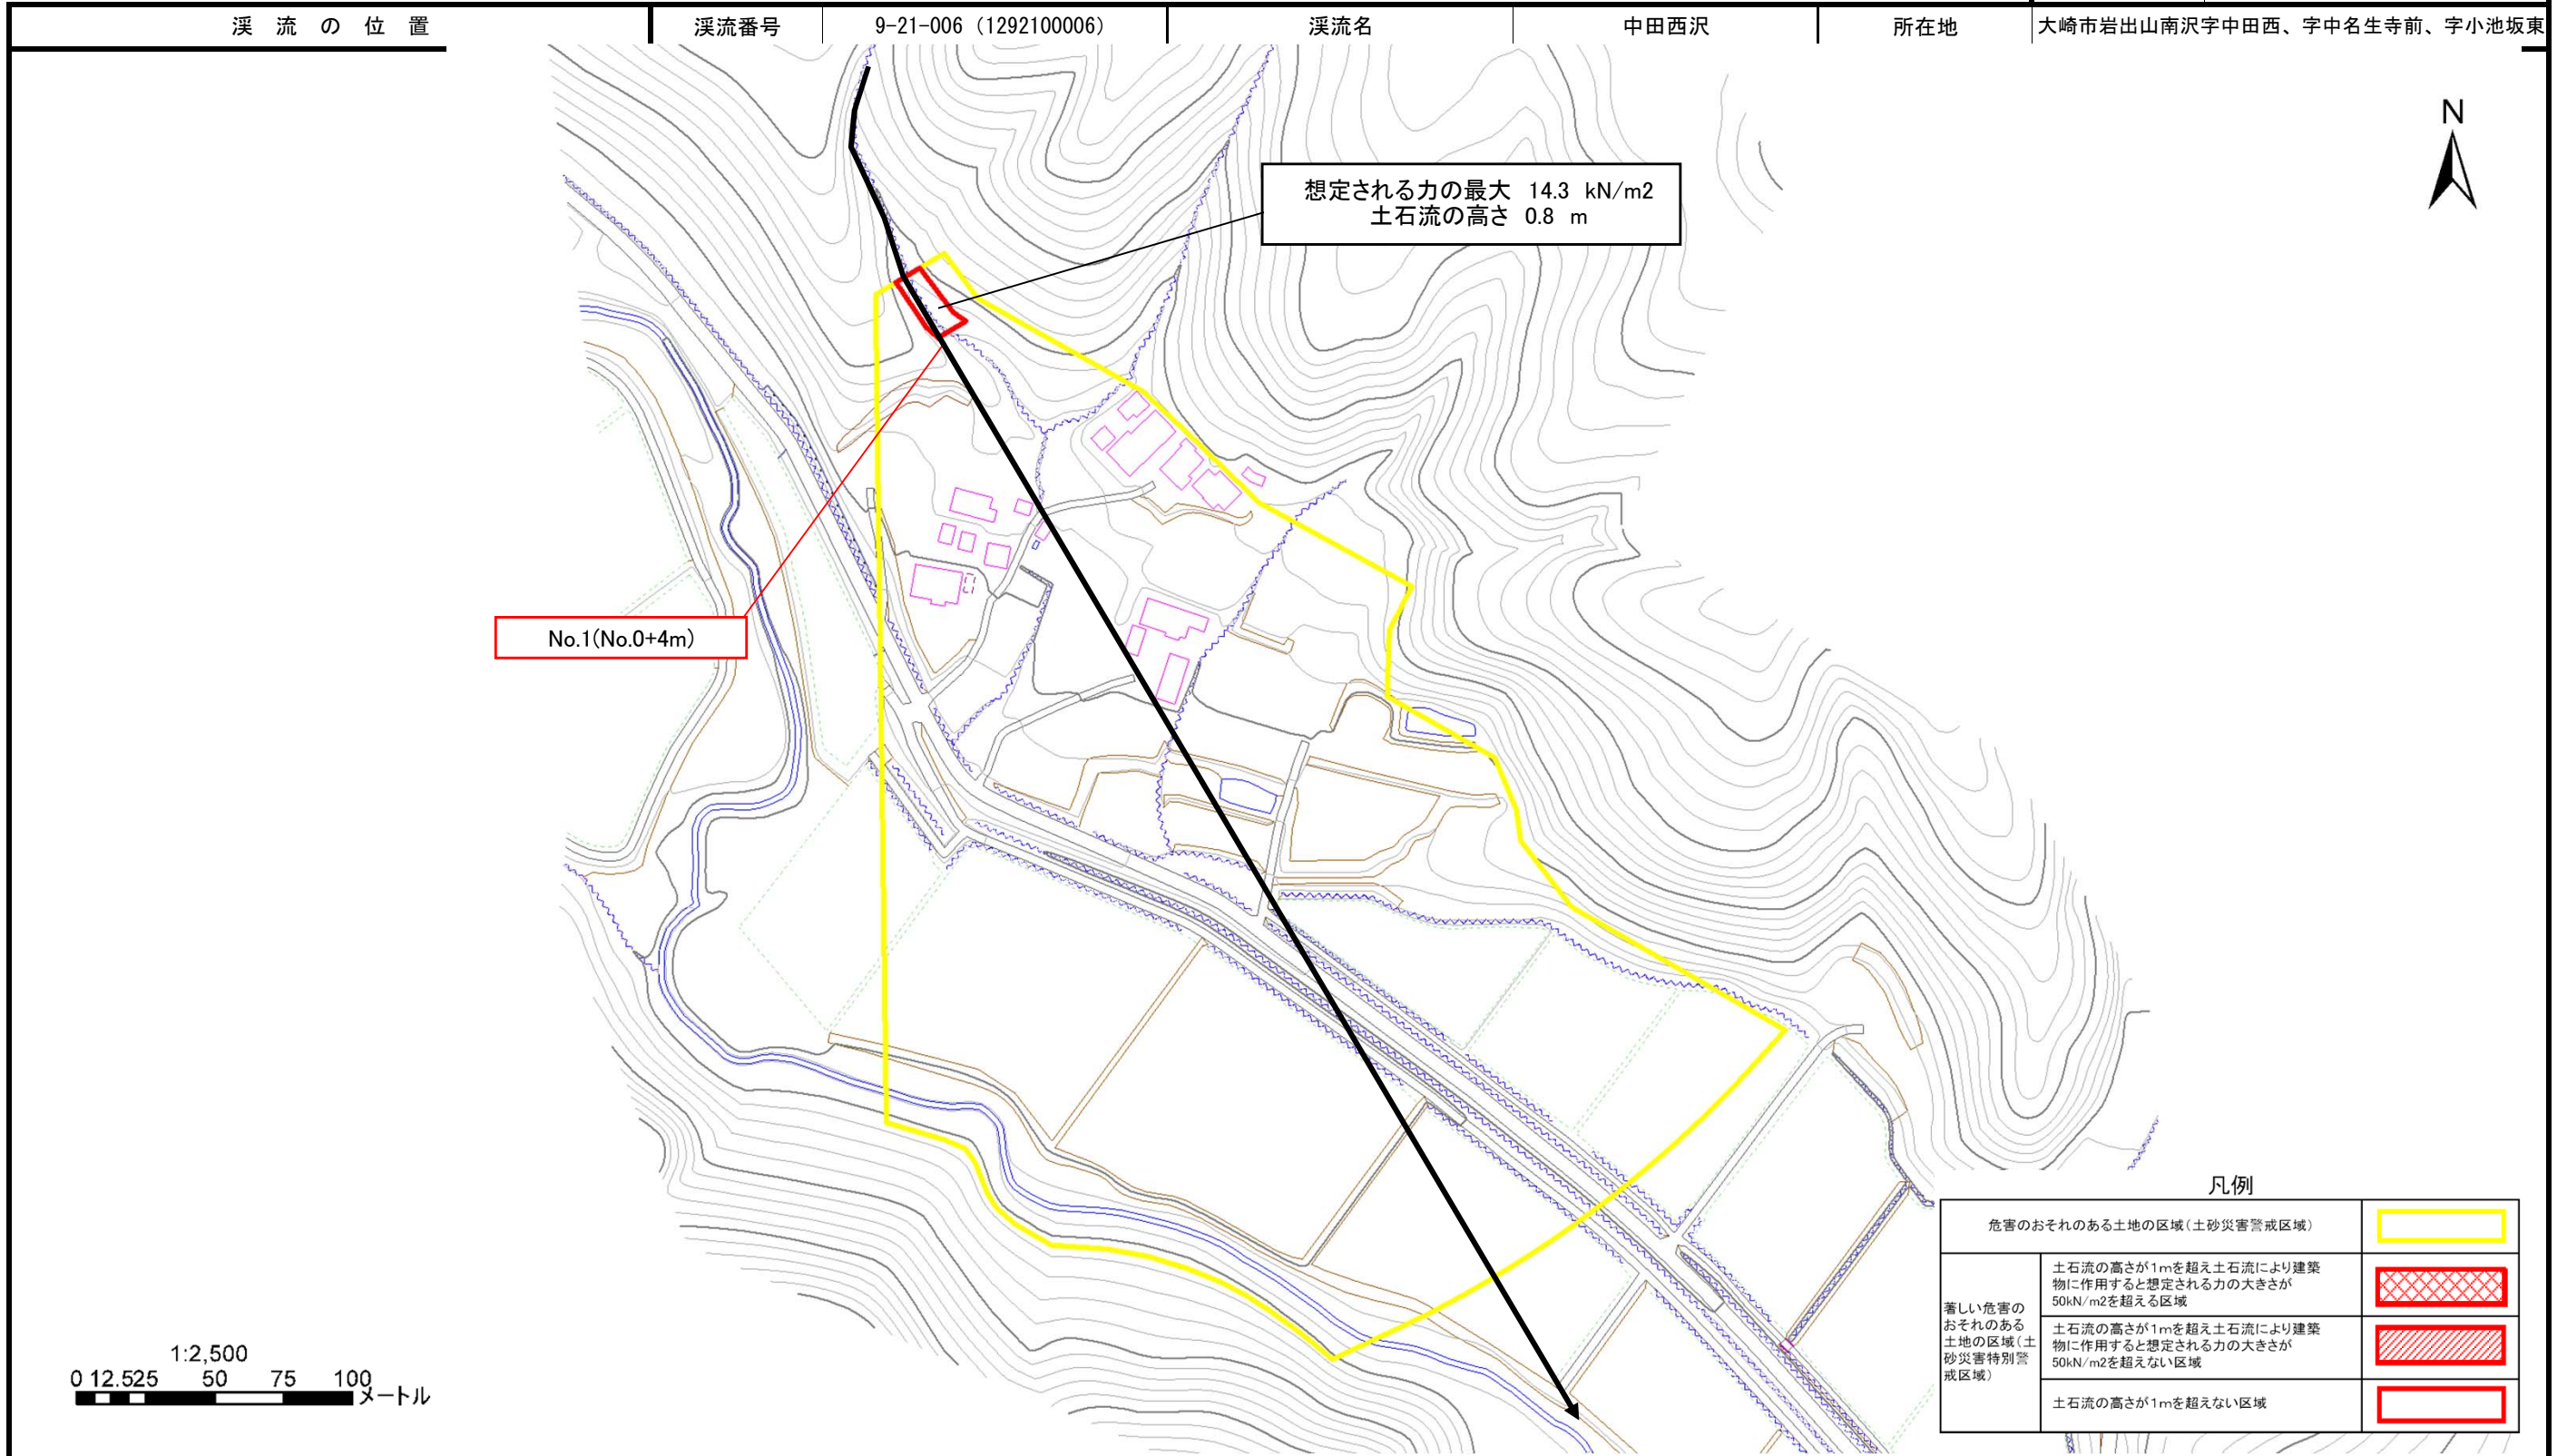 渓流の位置
渓流番号
9-21-006（1292100006）
渓流名
中田西沢
所在地
大崎市岩出山南沢字中田西、字中名生寺前、字小池坂東
N
想定される力の最大 14.3 kN/m2
土石流の高さ 0.8 m
No.1(No.0+4m)
凡例
危害のおそれのある土地の区域（土砂災害警戒区域）
著しい危害の
おそれのある
土地の区域（土
砂災害特別警
戒区域）
土石流の高さが1mを超え土石流により建築
物に作用すると想定される力の大きさが
50kN/m2を超える区域
土石流の高さが1mを超え土石流により建築
物に作用すると想定される力の大きさが
50kN/m2を超えない区域
土石流の高さが1mを超えない区域
1:2,500
0 12.525 50 75 100
メートル